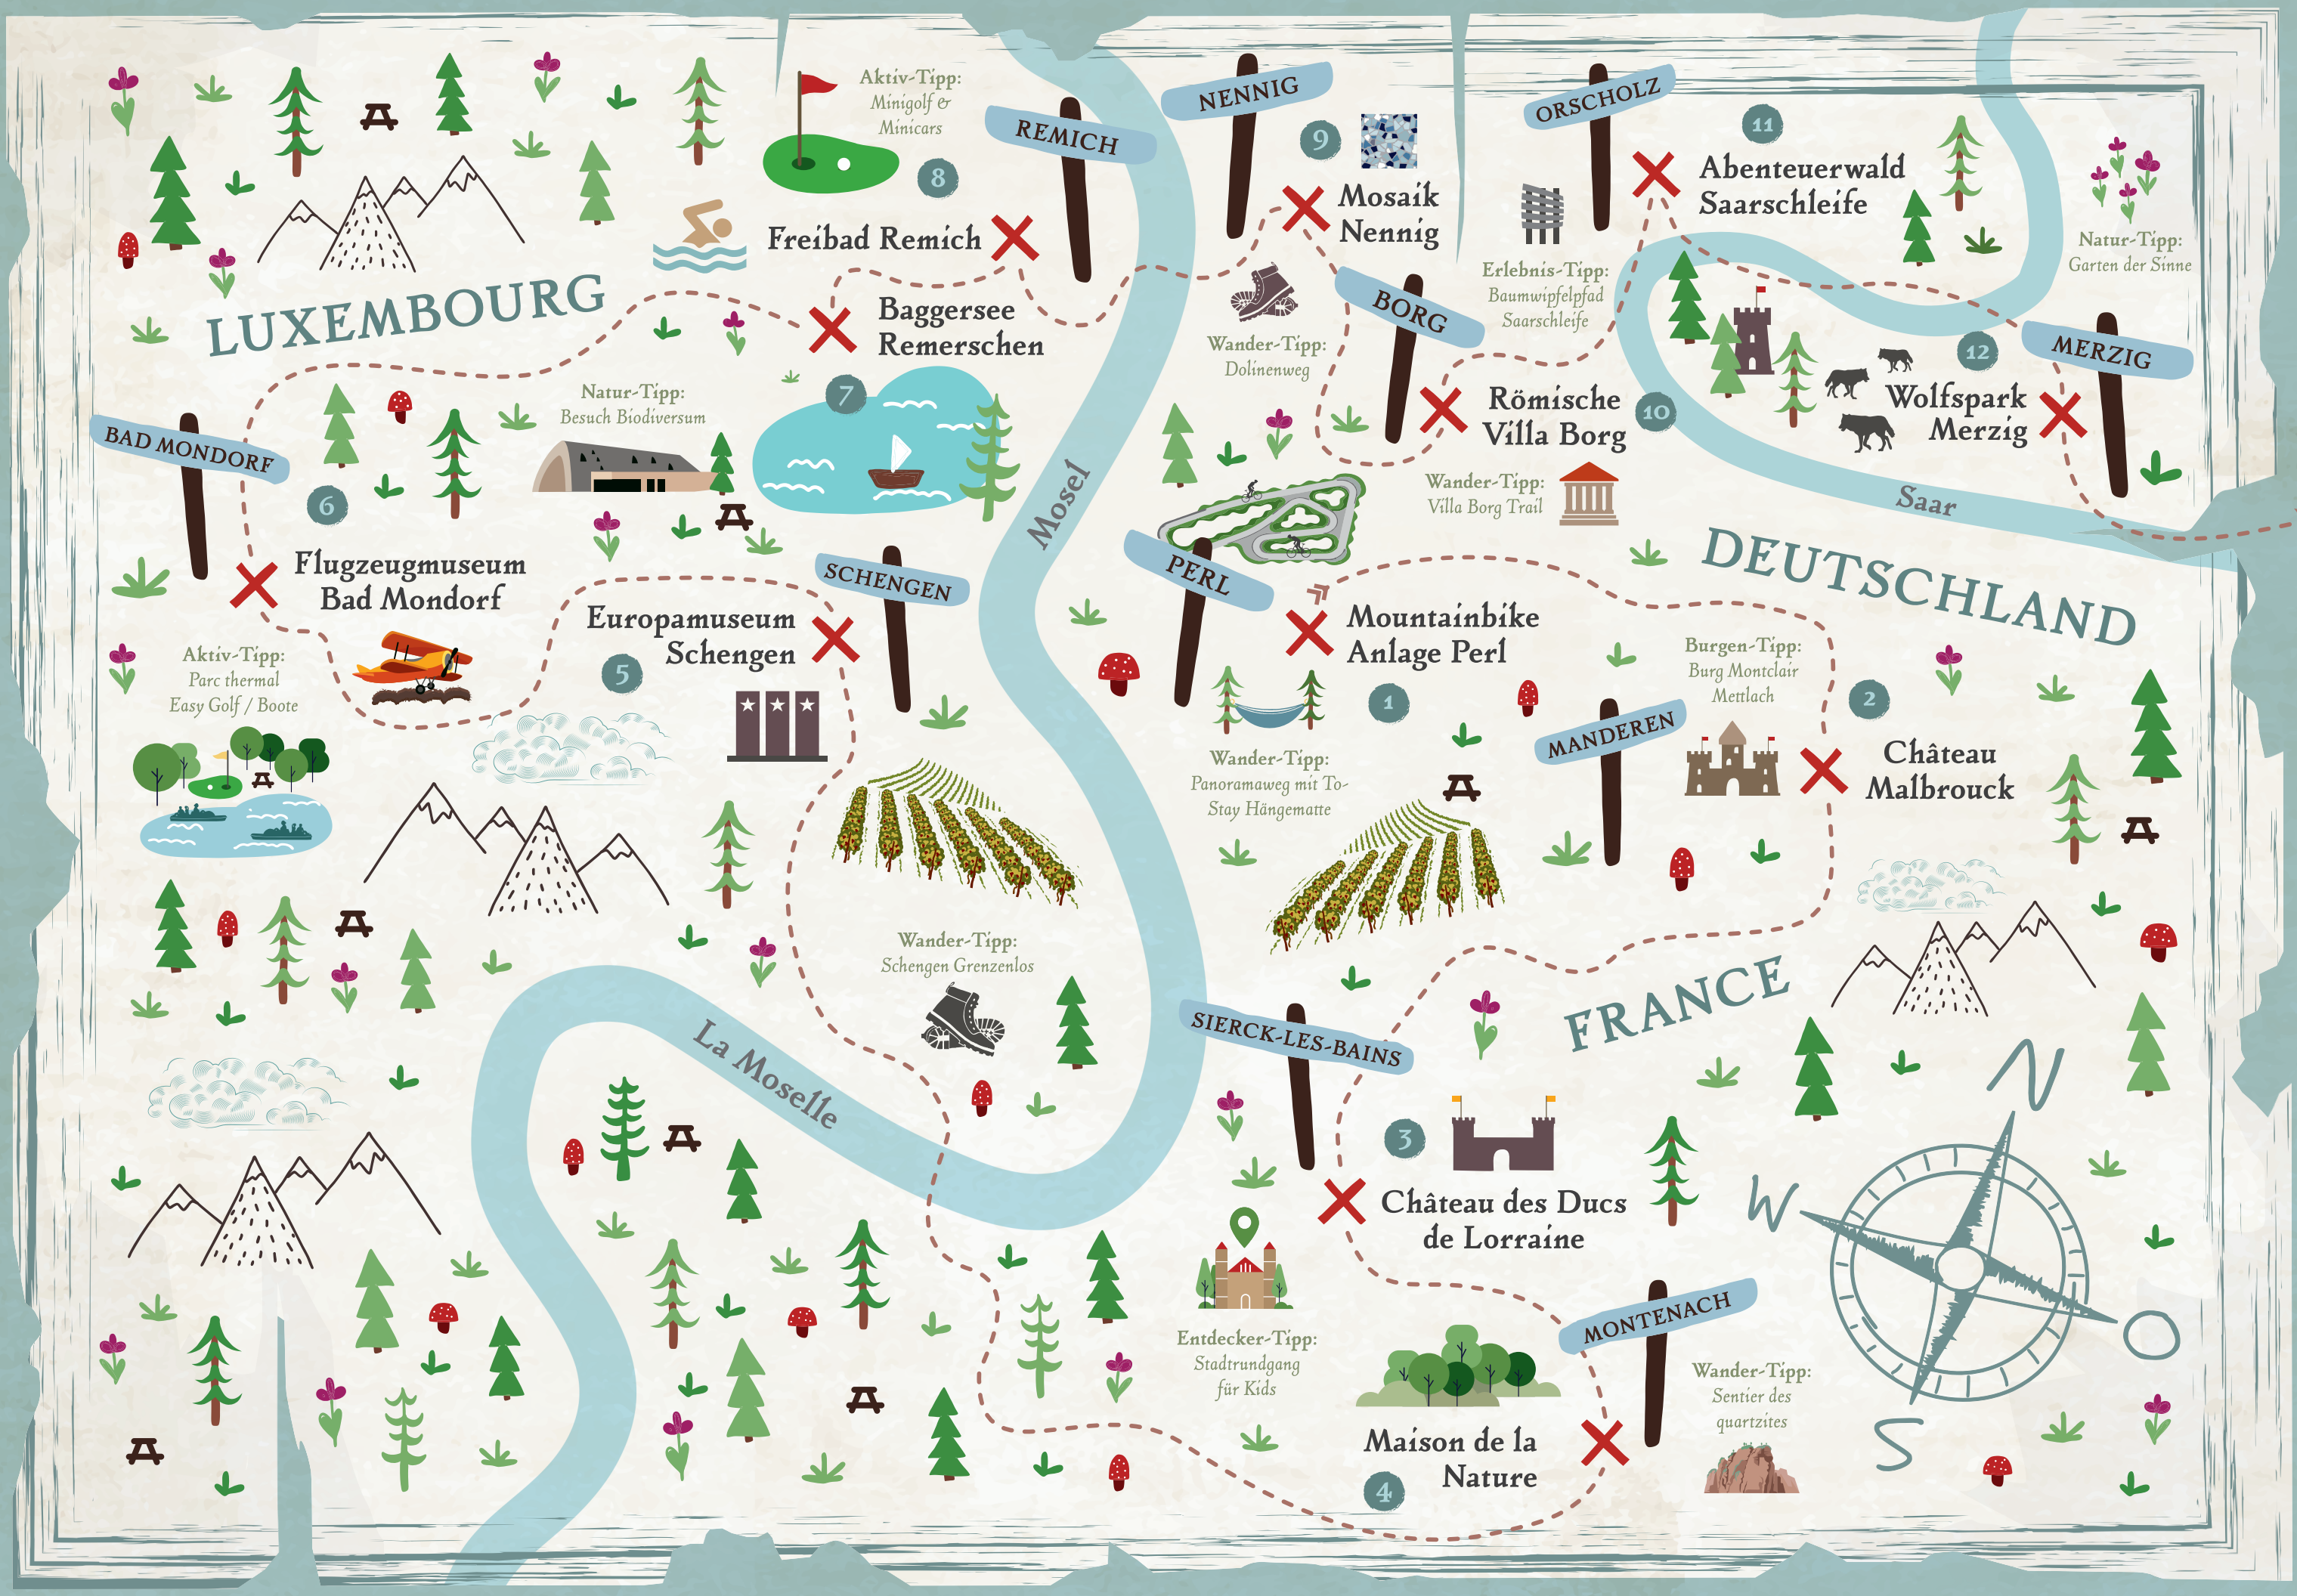 Aktiv-Tipp:
Minigolf &
Minicars
REMICH
8
Freibad Remich
NENNIG
9
Mosaik
Nennig
Wander-Tipp:
Dolinenweg
ORSCHOLZ
11
Abenteuerwald
Saarschleife
Erlebnis-Tipp:
Baumwipfelpfad
Saarschleife
Natur-Tipp:
Garten der Sinne
LUXEMBOURG
Baggersee
Remerschen
7
Natur-Tipp:
Besuch Biodiversum
BORG
Römische
Villa Borg
10
Wander-Tipp:
Villa Borg Trail
MERZIG
12
Wolfspark
Merzig
Saar
Mosel
BAD MONDORF
6
Flugzeugmuseum
Bad Mondorf
Aktiv-Tipp:
Parc thermal
Easy Golf / Boote
SCHENGEN
Europamuseum
Schengen
5
PERL
Mountainbike
Anlage Perl
1
Wander-Tipp:
Panoramaweg mit To-
Stay Hängematte
DEUTSCHLAND
Burgen-Tipp:
Burg Montclair
Mettlach
MANDEREN
2
Château
Malbrouck
Wander-Tipp:
Schengen Grenzenlos
La Moselle
SIERCK-LES-BAINS
FRANCE
3
Château des Ducs
de Lorraine
Entdecker-Tipp:
Stadtrundgang
für Kids
MONTENACH
Maison de la
Nature
4
Wander-Tipp:
Sentier des
quartzites
N
W
O
S